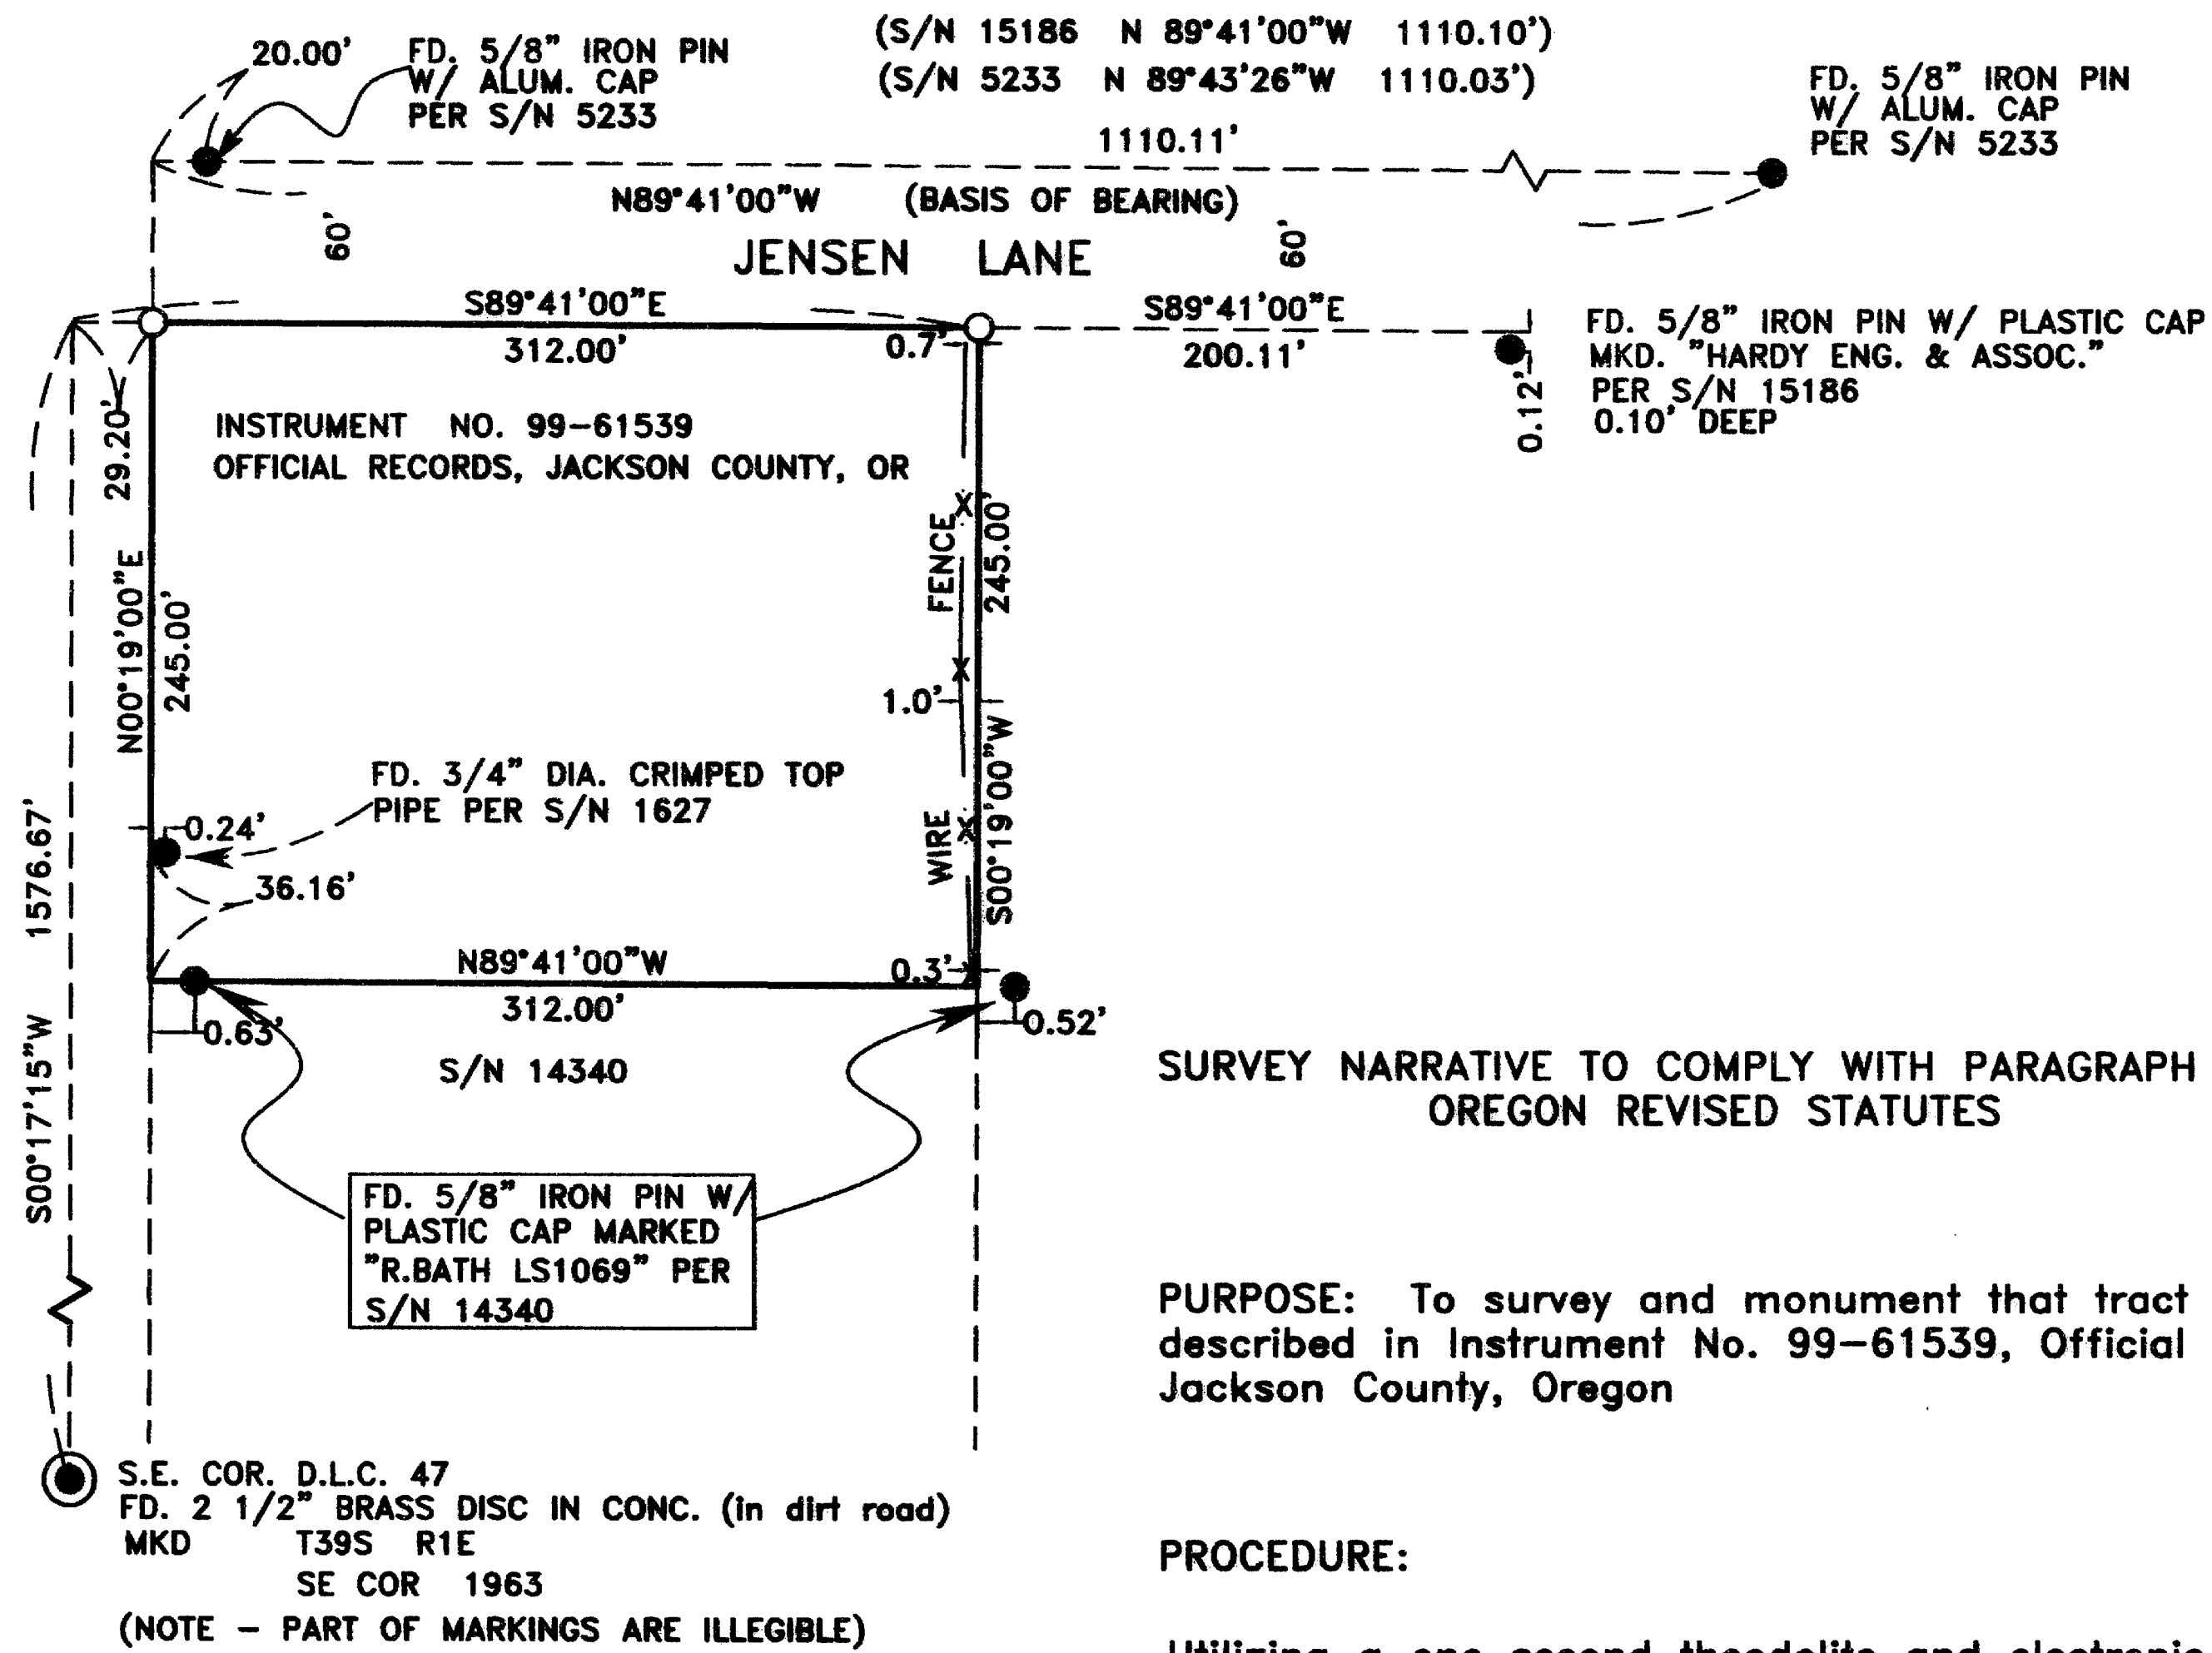 (S/N 15186 N 89°41'00"W 1110.10')
(S/N 5233 N 89°43'26"W 1110.03')
20.00'
FD. 5/8" IRON PIN
W/ ALUM. CAP
PER S/N 5233
FD. 5/8" IRON PIN
W/ ALUM. CAP
PER S/N 5233
1110.11'
N89°41'00"W (BASIS OF BEARING)
60'
60'
JENSEN LANE
S89°41'00"E
312.00'
S89°41'00"E
200.11'
0.7'
0.12'
FD. 5/8" IRON PIN W/ PLASTIC CAP
MKD. "HARDY ENG. & ASSOC."
PER S/N 15186
0.10' DEEP
29.20'
INSTRUMENT NO. 99-61539
OFFICIAL RECORDS, JACKSON COUNTY, OR
N00°19'00"E
245.00'
WIRE FENCE
X
X
X
245.00'
S00°19'00"W
1.0'
FD. 3/4" DIA. CRIMPED TOP
PIPE PER S/N 1627
0.24'
36.16'
S00°17'15"W 1576.67'
N89°41'00"W
312.00'
0.3'
0.63'
0.52'
S/N 14340
FD. 5/8" IRON PIN W/
PLASTIC CAP MARKED
"R.BATH LS1069" PER
S/N 14340
SURVEY NARRATIVE TO COMPLY WITH PARAGRAPH
OREGON REVISED STATUTES
PURPOSE: To survey and monument that tract
described in Instrument No. 99-61539, Official
Jackson County, Oregon
S.E. COR. D.L.C. 47
FD. 2 1/2" BRASS DISC IN CONC. (in dirt road)
MKD T39S R1E
SE COR 1963
(NOTE - PART OF MARKINGS ARE ILLEGIBLE)
PROCEDURE:
Utilizing a one second theodolite and electronic